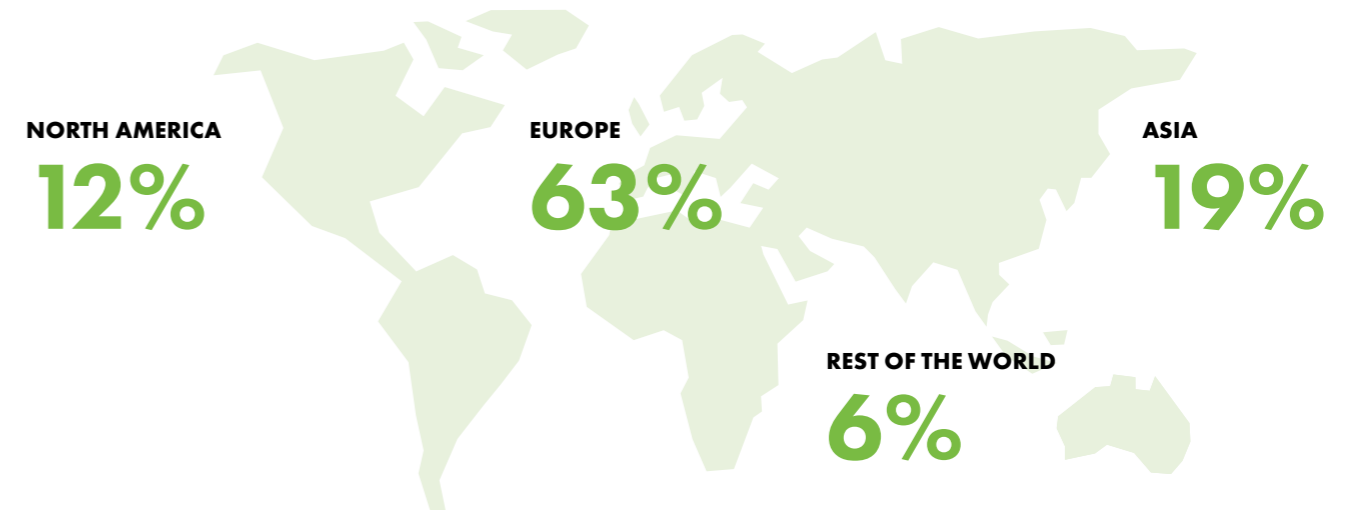 NORTH AMERICA
12%
EUROPE
63%
ASIA
19%
REST OF THE WORLD
6%